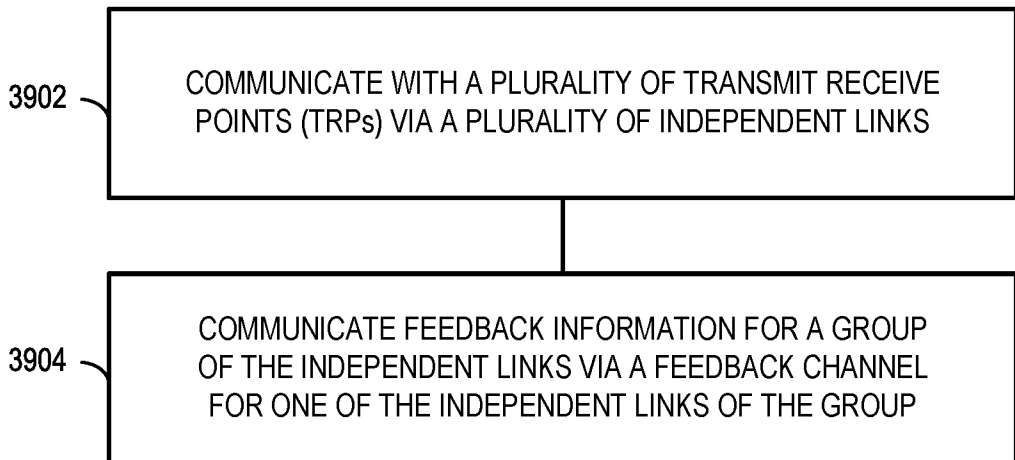 3902
COMMUNICATE WITH A PLURALITY OF TRANSMIT RECEIVE
POINTS (TRPs) VIA A PLURALITY OF INDEPENDENT LINKS
3904
COMMUNICATE FEEDBACK INFORMATION FOR A GROUP
OF THE INDEPENDENT LINKS VIA A FEEDBACK CHANNEL
FOR ONE OF THE INDEPENDENT LINKS OF THE GROUP